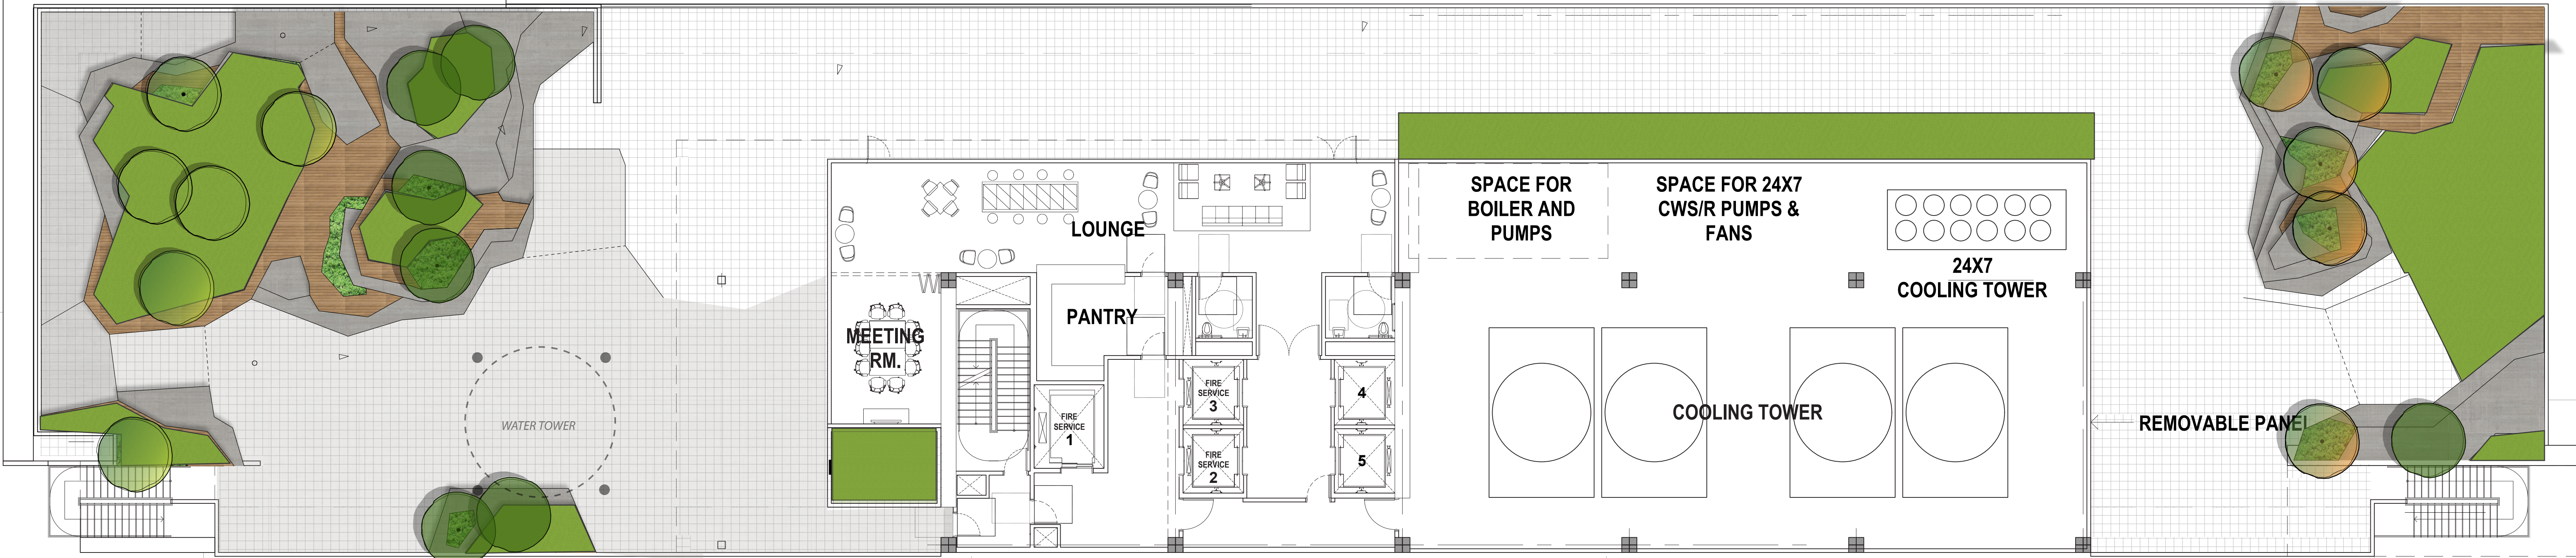 LOUNGE
SPACE FOR
BOILER AND
PUMPS
SPACE FOR 24X7
CWS/R PUMPS &
FANS
24X7
COOLING TOWER
W
PANTRY
MEETING
RM.
WATER TOWER
FIRE
SERVICE
1
FIRE
SERVICE
3
FIRE
SERVICE
2
4
5
COOLING TOWER
REMOVABLE PANEL